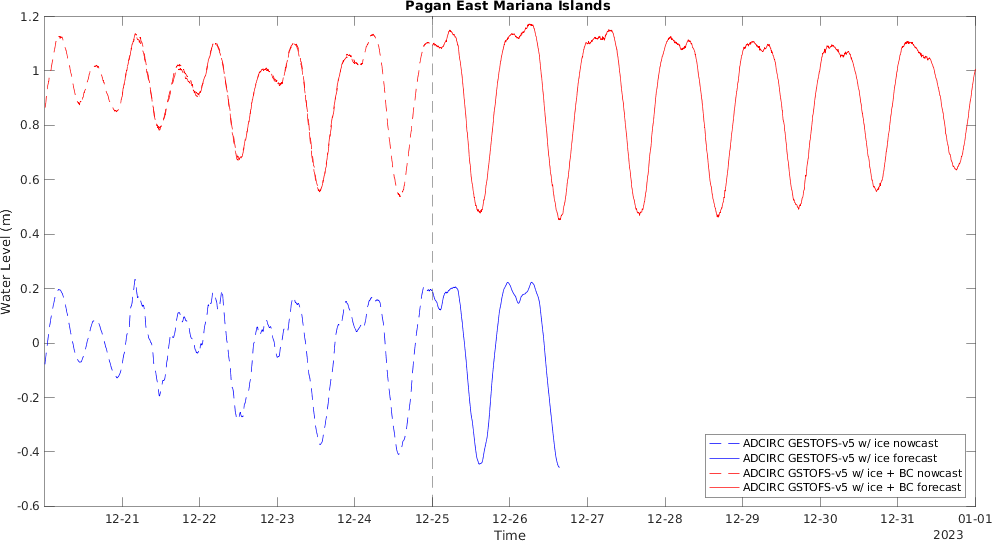 Pagan East Mariana Islands
1.2
1
0.8
0.6
0.4
0.2
0
-0.2
-0.4
-0.6
Water Level (m)
12-21 12-22 12-23 12-24 12-25 12-26 12-27 12-28 12-29 12-30 12-31 01-01
Time
2023
ADCIRC GESTOFS-v5 w/ ice nowcast
ADCIRC GESTOFS-v5 w/ ice forecast
ADCIRC GSTOFS-v5 w/ ice + BC nowcast
ADCIRC GSTOFS-v5 w/ ice + BC forecast